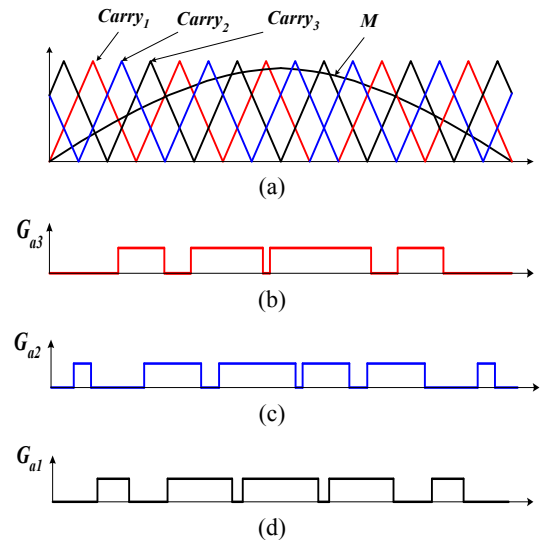 Carry1 Carry2 Carry3 M
(a)
Ga3
(b)
Ga2
(c)
Ga1
(d)